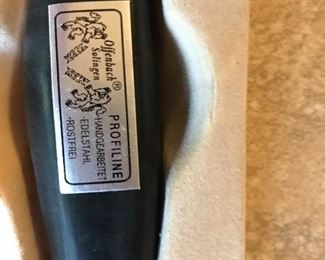 Offenbach®
Solingen
PROFILINE
·HANDGEARBEITET
·EDELSTAHL
·ROSTFREI